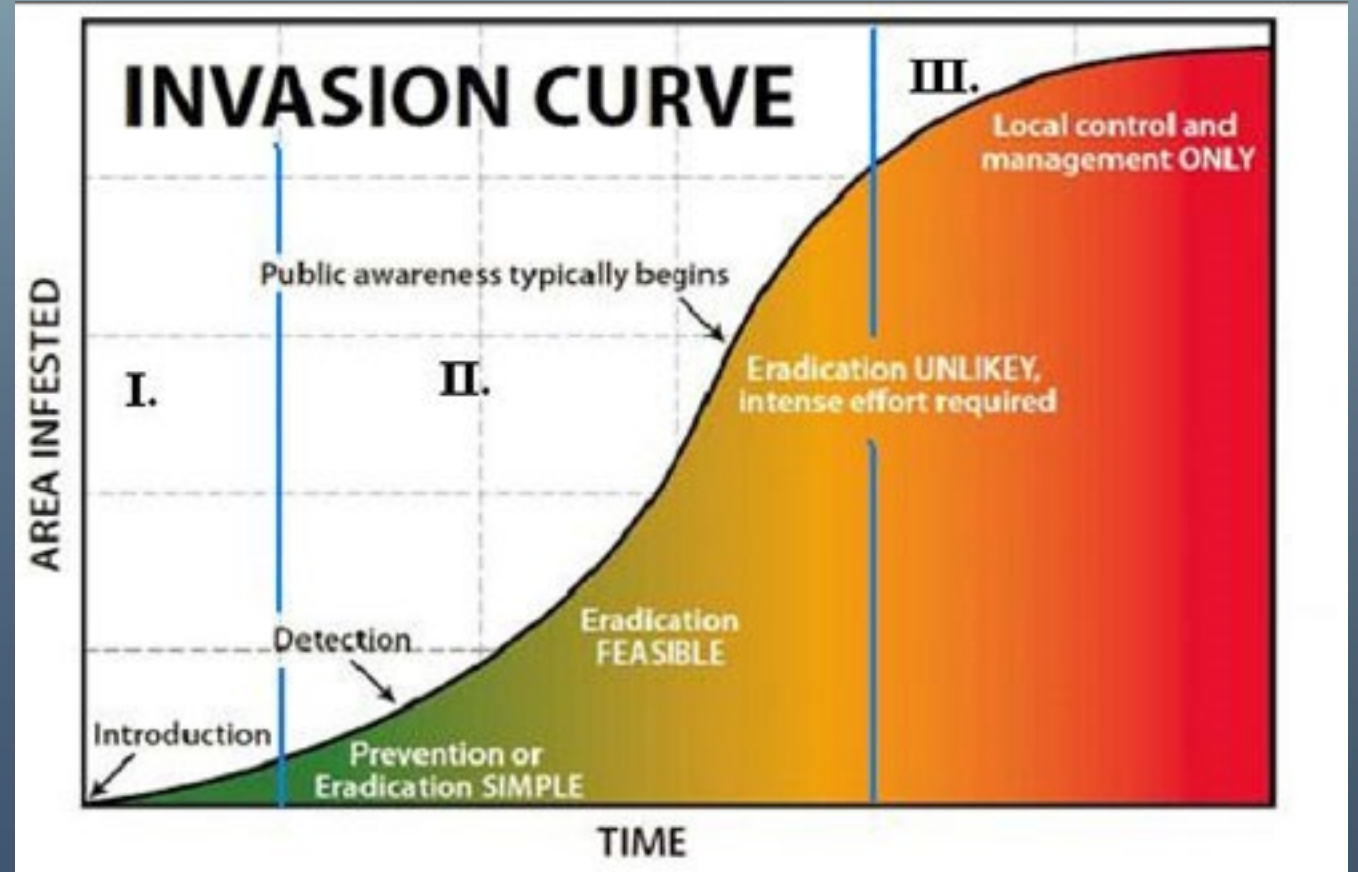 INVASION CURVE
III.
Local control and
management ONLY
Public awareness typically begins
I.
II.
Eradication UNLIKEY,
intense effort required
Detection
Eradication
FEASIBLE
Introduction
Prevention or
Eradication SIMPLE
AREA INFESTED
TIME